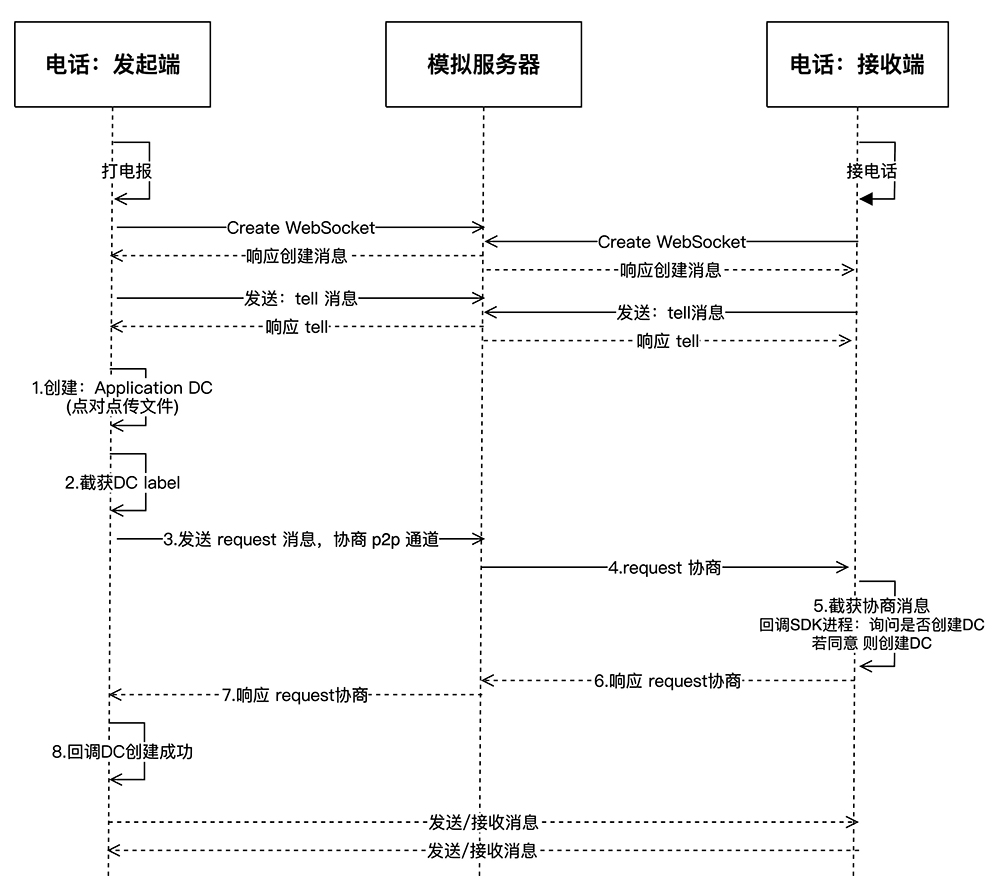 电话：发起端
模拟服务器
电话：接收端
打电报
接电话
Create WebSocket
Create WebSocket
响应创建消息
响应创建消息
发送：tell 消息
发送：tell消息
响应 tell
响应 tell
1.创建：Application DC
(点对点传文件)
2.截获DC label
3.发送 request 消息，协商 p2p 通道
4.request 协商
5.截获协商消息
回调SDK进程：询问是否创建DC
若同意 则创建DC
6.响应 request协商
7.响应 request协商
8.回调DC创建成功
发送/接收消息
发送/接收消息